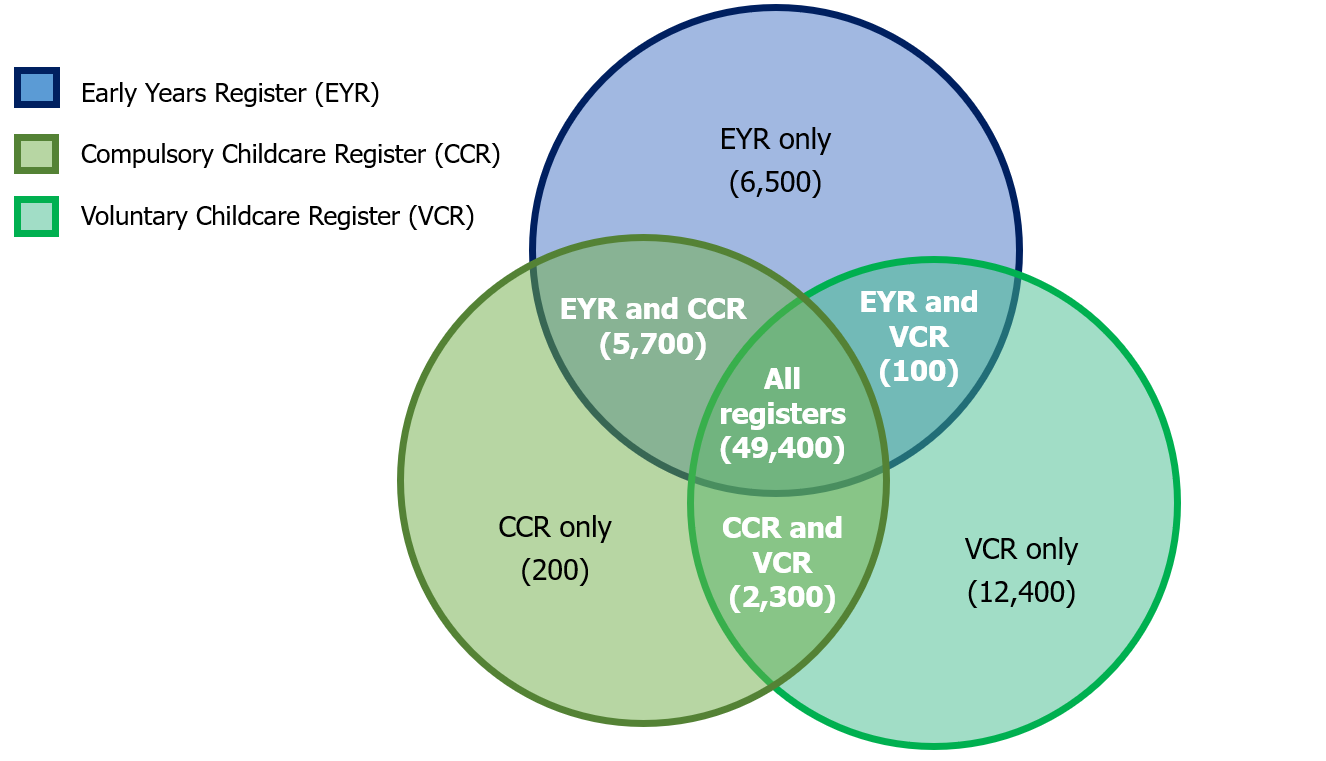 Early Years Register (EYR)
Compulsory Childcare Register (CCR)
Voluntary Childcare Register (VCR)
EYR only
(6,500)
EYR and CCR
(5,700)
EYR and
VCR
(100)
All
registers
(49,400)
CCR only
(200)
CCR and
VCR
(2,300)
VCR only
(12,400)